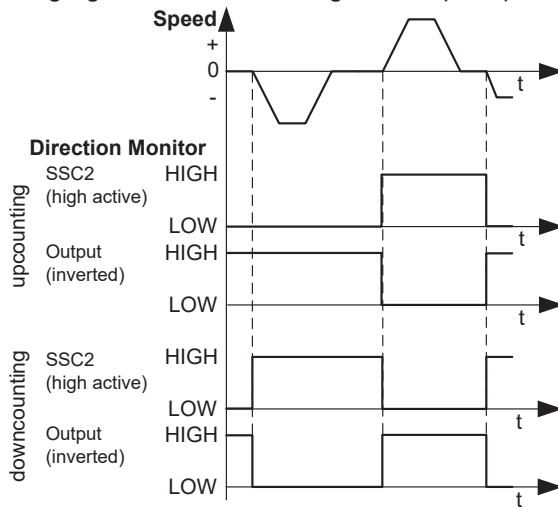 Speed
+
0
t
-
Direction Monitor
upcounting
SSC2
(high active)
HIGH
LOW
t
Output
(inverted)
HIGH
LOW
t
downcounting
SSC2
(high active)
HIGH
LOW
t
Output
(inverted)
HIGH
LOW
t